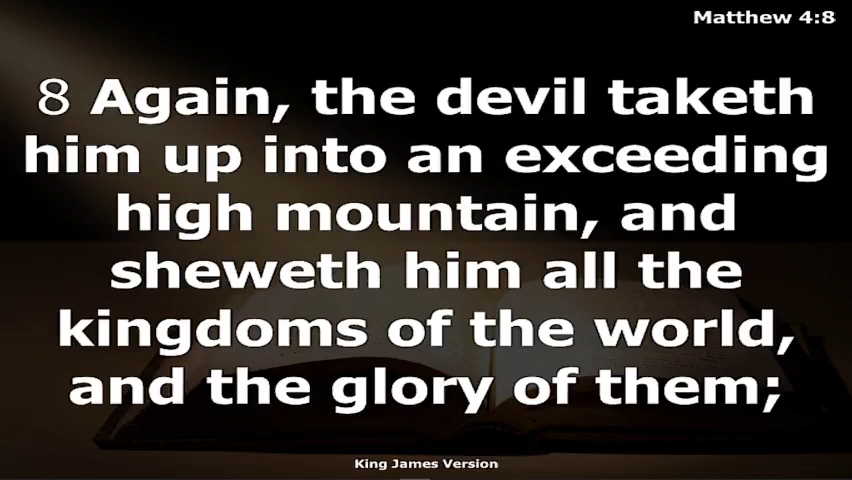 Matthew 4:8
8 Again, the devil taketh
him up into an exceeding
high mountain, and
sheweth him all the
kingdoms of the world,
and the glory of them;
King James Version